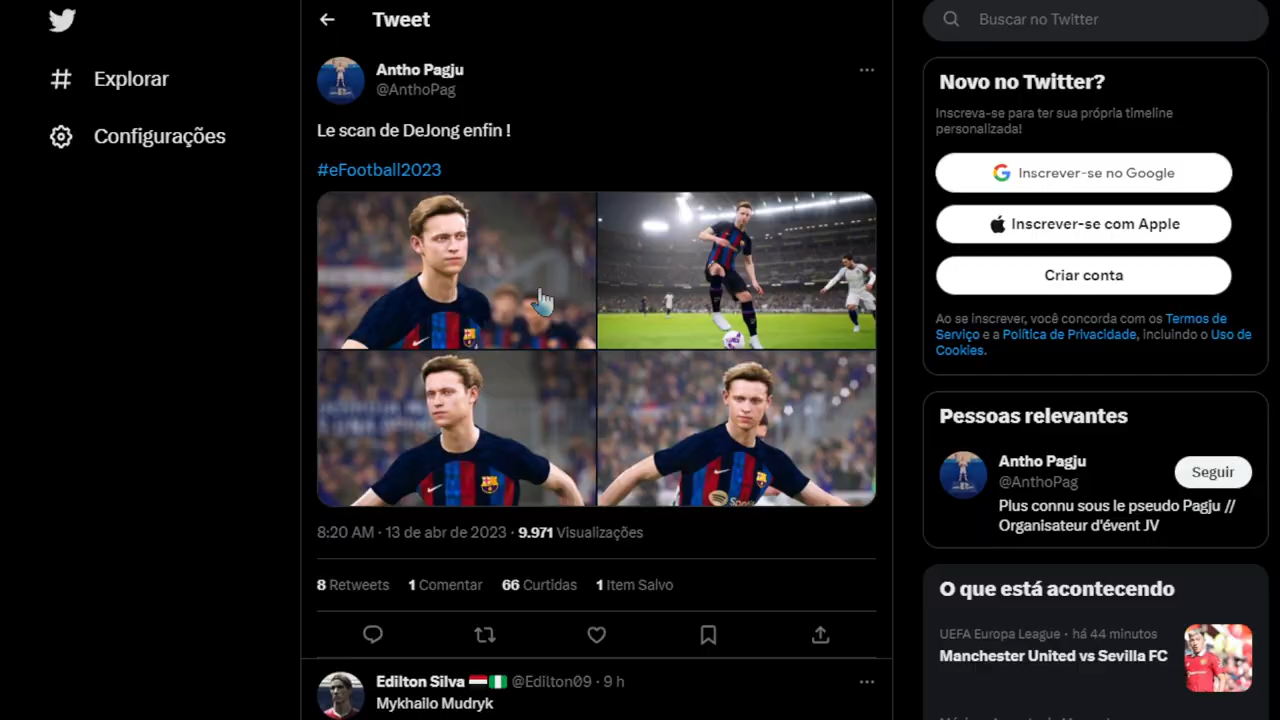 Tweet
Buscar no Twitter
Explorar
Configurações
Antho Pagju
@AnthoPag
Le scan de DeJong enfin !
#eFootball2023
8:20 AM · 13 de abr de 2023 · 9.971 Visualizações
8 Retweets 1 Comentar 66 Curtidas 1 Item Salvo
Edilton Silva @Edilton09 · 9 h
Mykhailo Mudryk
Novo no Twitter?
Inscreva-se para ter sua própria timeline
personalizada!
Inscrever-se no Google
Inscrever-se com Apple
Criar conta
Ao se inscrever, você concorda com os Termos de
Serviço e a Política de Privacidade, incluindo o Uso de
Cookies.
Pessoas relevantes
Antho Pagju
@AnthoPag
Seguir
Plus connu sous le pseudo Pagju //
Organisateur d'évent JV
O que está acontecendo
UEFA Europa League · há 44 minutos
Manchester United vs Sevilla FC